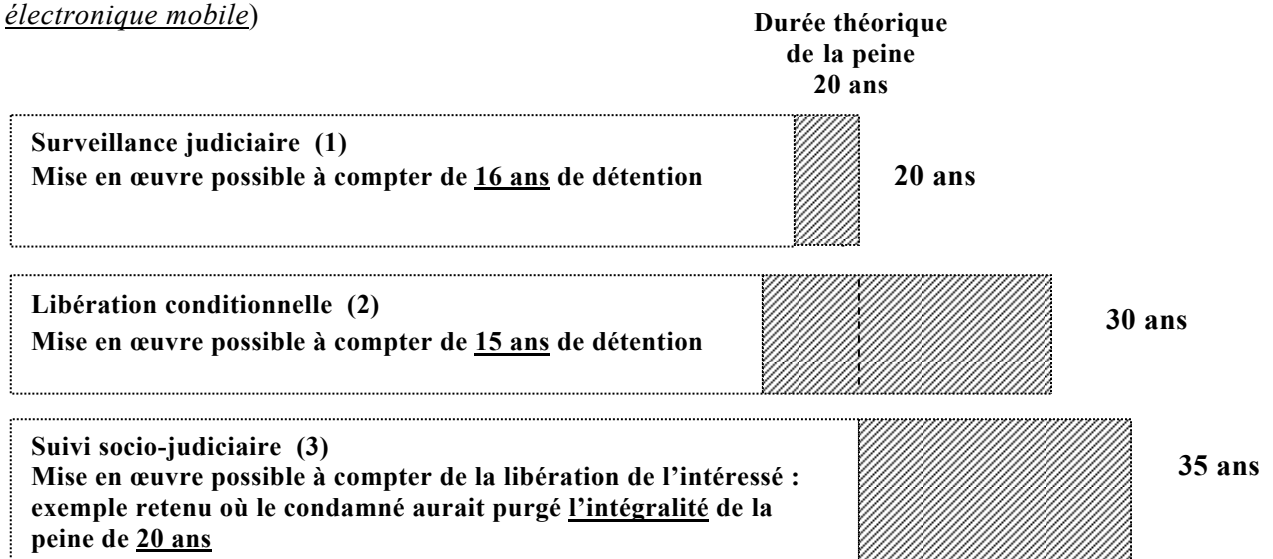 électronique mobile)
Durée théorique
de la peine
20 ans
Surveillance judiciaire (1)
Mise en œuvre possible à compter de 16 ans de détention
20 ans
Libération conditionnelle (2)
Mise en œuvre possible à compter de 15 ans de détention
30 ans
Suivi socio-judiciaire (3)
Mise en œuvre possible à compter de la libération de l’intéressé :
exemple retenu où le condamné aurait purgé l’intégralité de la
peine de 20 ans
35 ans